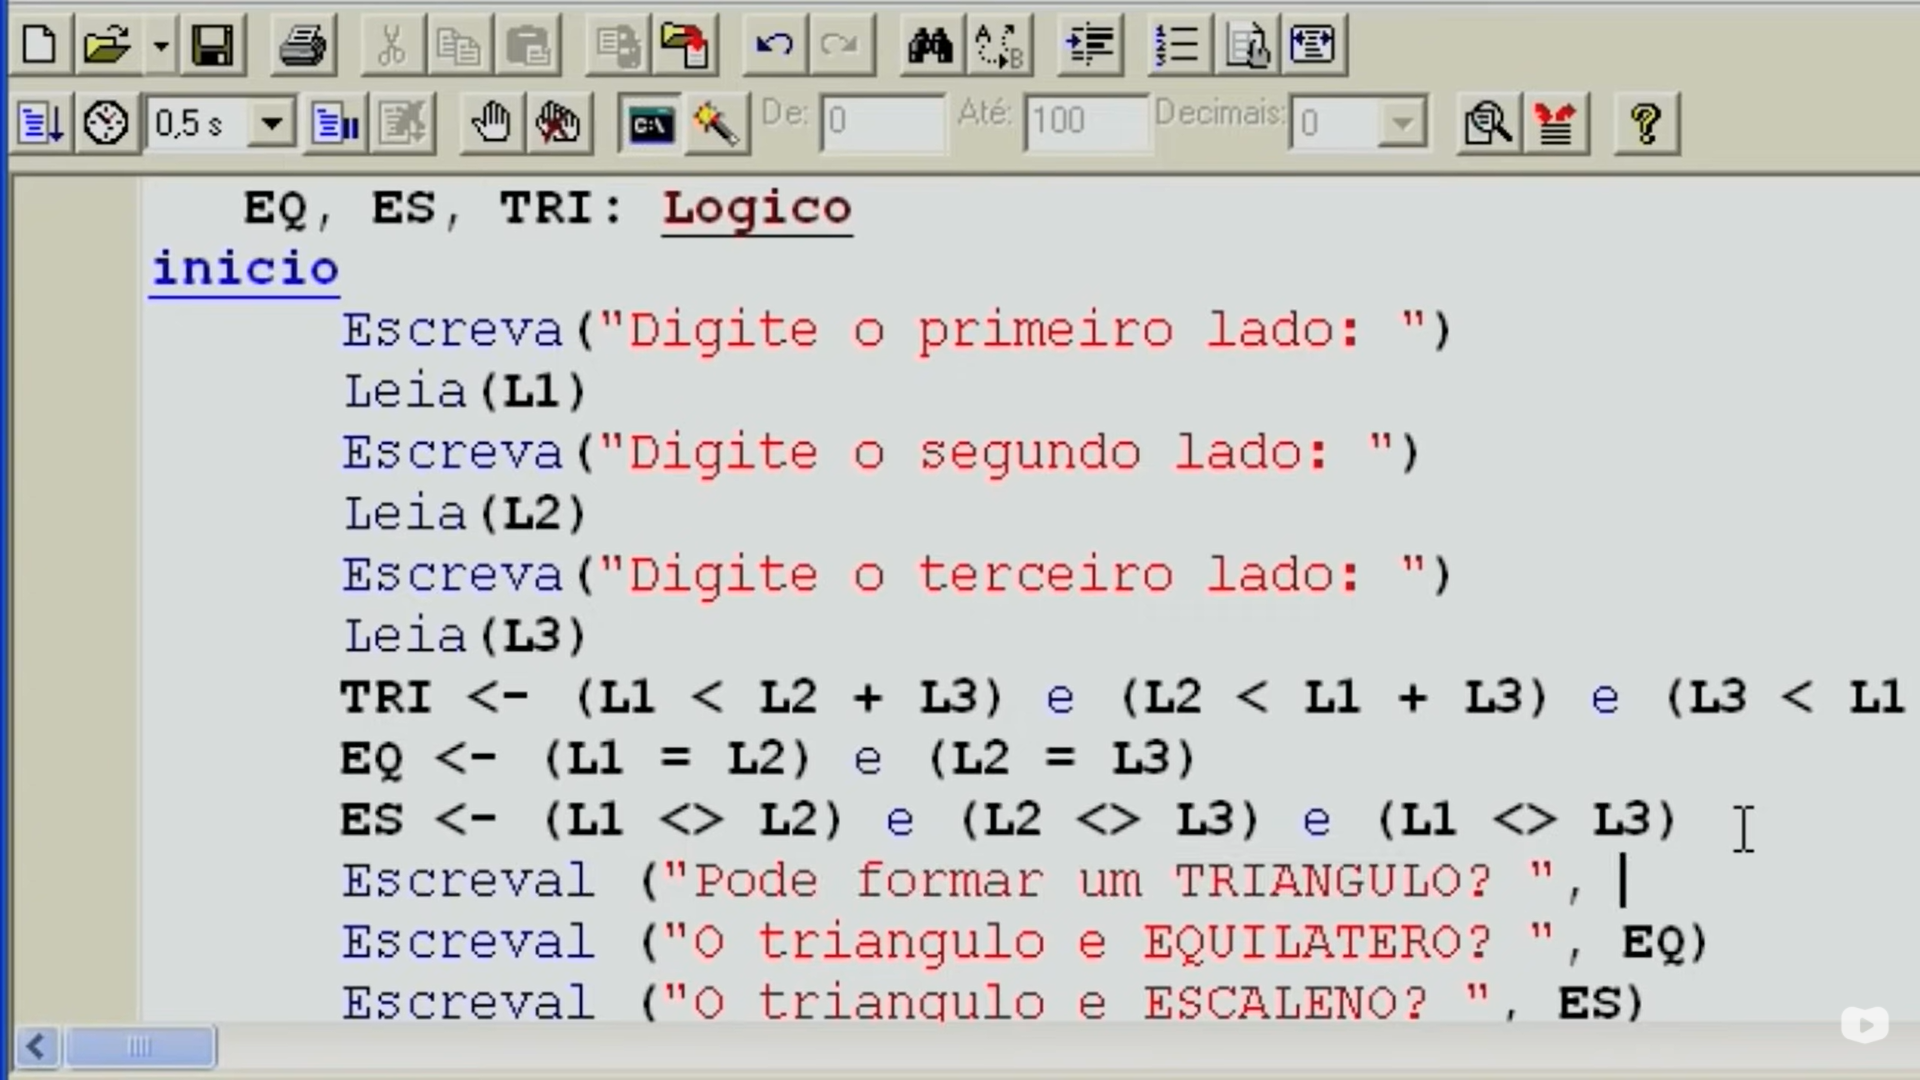 0,5 s De: 0 Até: 100 Decimais: 0
EQ, ES, TRI: Logico
inicio
Escreva("Digite o primeiro lado: ")
Leia(L1)
Escreva("Digite o segundo lado: ")
Leia(L2)
Escreva("Digite o terceiro lado: ")
Leia(L3)
TRI <- (L1 < L2 + L3) e (L2 < L1 + L3) e (L3 < L1
EQ <- (L1 = L2) e (L2 = L3)
ES <- (L1 <> L2) e (L2 <> L3) e (L1 <> L3)
Escreval ("Pode formar um TRIANGULO? ",
Escreval ("O triangulo e EQUILATERO? ", EQ)
Escreval ("O triangulo e ESCALENO? ", ES)